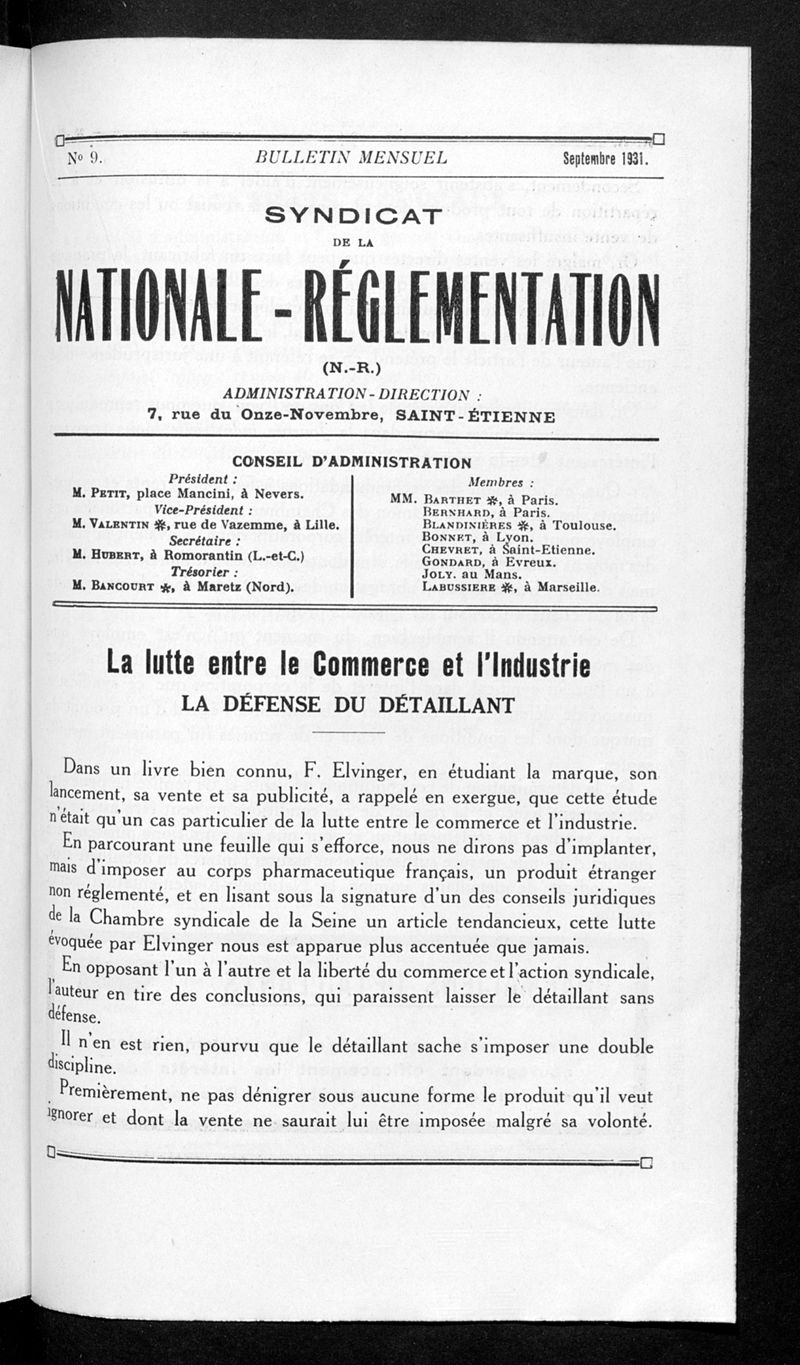 N° 9.
BULLETIN MENSUEL
Septembre 1931.
SYNDICAT
DE LA
NATIONALE-RÉGLEMENTATION
(N.-R.)
ADMINISTRATION-DIRECTION :
7, rue du Onze-Novembre, SAINT-ÉTIENNE
CONSEIL D'ADMINISTRATION
Président :
M. PETIT, place Mancini, à Nevers.
Vice-Président :
M. VALENTIN ✻, rue de Vazemme, à Lille.
Secrétaire :
M. HUBERT, à Romorantin (L.-et-C.)
Trésorier :
M. BANCOURT ✻, à Maretz (Nord).
Membres :
MM. BARTHET ✻, à Paris.
BERNHARD, à Paris.
BLANDINIÈRES ✻, à Toulouse.
BONNET, à Lyon.
CHEVRET, à Saint-Etienne.
GONDARD, à Evreux.
JOLY. au Mans.
LABUSSIERE ✻, à Marseille.
La lutte entre le Commerce et l'Industrie
LA DÉFENSE DU DÉTAILLANT
Dans un livre bien connu, F. Elvinger, en étudiant la marque, son
lancement, sa vente et sa publicité, a rappelé en exergue, que cette étude
n'était qu'un cas particulier de la lutte entre le commerce et l'industrie.
En parcourant une feuille qui s'efforce, nous ne dirons pas d'implanter,
mais d'imposer au corps pharmaceutique français, un produit étranger
non réglementé, et en lisant sous la signature d'un des conseils juridiques
de la Chambre syndicale de la Seine un article tendancieux, cette lutte
évoquée par Elvinger nous est apparue plus accentuée que jamais.
En opposant l'un à l'autre et la liberté du commerce et l'action syndicale,
l'auteur en tire des conclusions, qui paraissent laisser le détaillant sans
défense.
Il n'en est rien, pourvu que le détaillant sache s'imposer une double
discipline.
Premièrement, ne pas dénigrer sous aucune forme le produit qu'il veut
ignorer et dont la vente ne saurait lui être imposée malgré sa volonté.